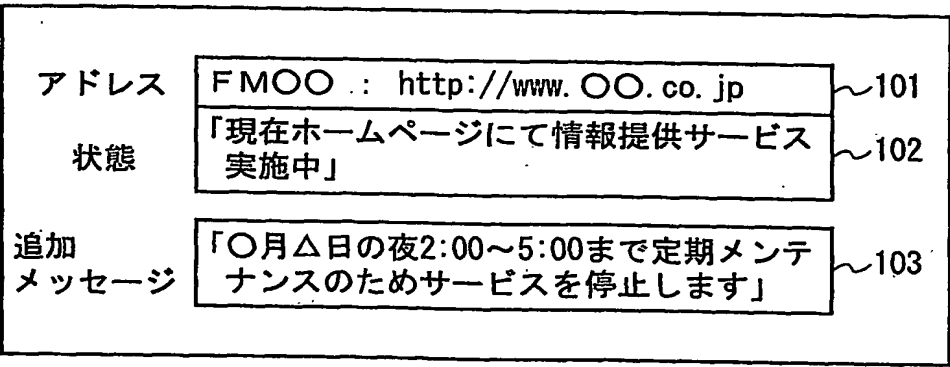 アドレス FM〇〇 : http://www.〇〇.co.jp 101
状態 「現在ホームページにて情報提供サービス
実施中」 102
追加
メッセージ 「〇月△日の夜2:00～5:00まで定期メンテ
ナンスのためサービスを停止します」 103